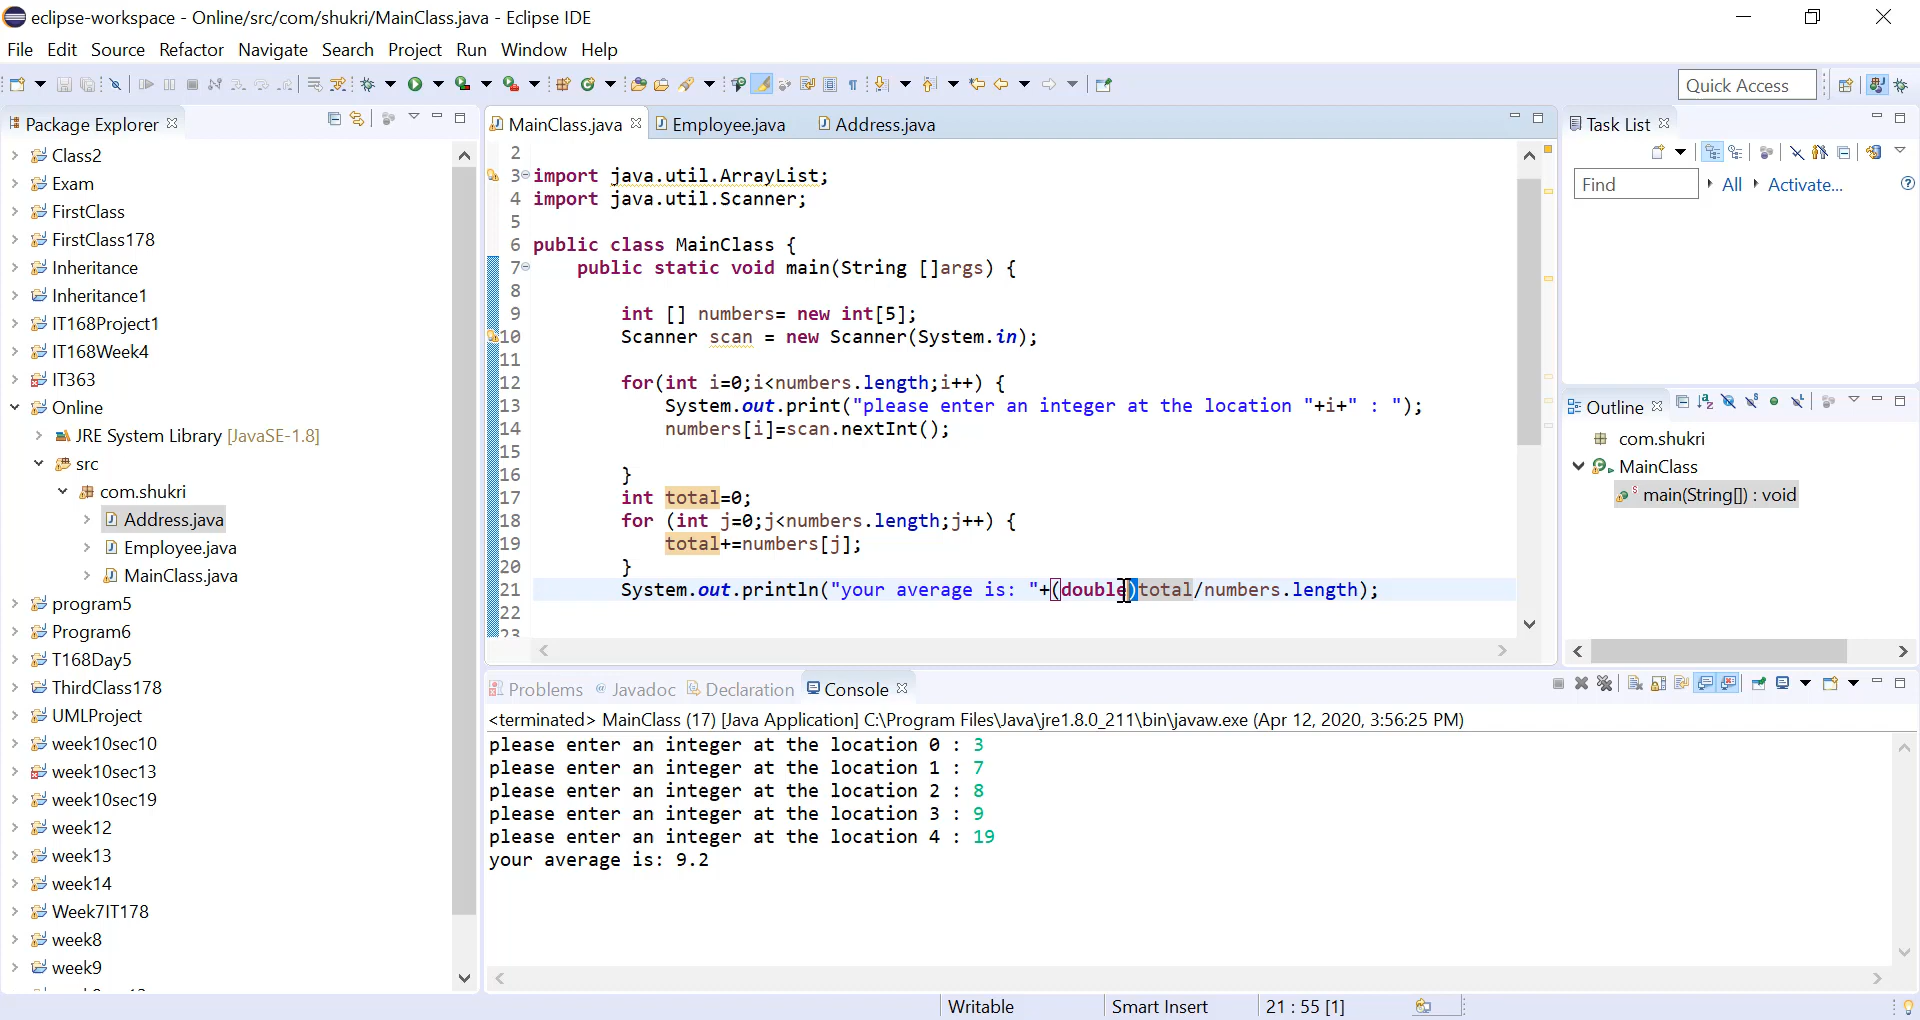 eclipse-workspace - Online/src/com/shukri/MainClass.java - Eclipse IDE
File Edit Source Refactor Navigate Search Project Run Window Help
Quick Access
Package Explorer
Class2
Exam
FirstClass
FirstClass178
Inheritance
Inheritance1
IT168Project1
IT168Week4
IT363
Online
JRE System Library [JavaSE-1.8]
src
com.shukri
Address.java
Employee.java
MainClass.java
program5
Program6
T168Day5
ThirdClass178
UMLProject
week10sec10
week10sec13
week10sec19
week12
week13
week14
Week7IT178
week8
week9
MainClass.java Employee.java Address.java
2
3 import java.util.ArrayList;
4 import java.util.Scanner;
5
6 public class MainClass {
7 public static void main(String []args) {
8
9 int [] numbers= new int[5];
10 Scanner scan = new Scanner(System.in);
11
12 for(int i=0;i<numbers.length;i++) {
13 System.out.print("please enter an integer at the location "+i+" : ");
14 numbers[i]=scan.nextInt();
15
16 }
17 int total=0;
18 for (int j=0;j<numbers.length;j++) {
19 total+=numbers[j];
20 }
21 System.out.println("your average is: "+(double)total/numbers.length);
22
23
Task List
Find All Activate...
Outline
com.shukri
MainClass
main(String[]) : void
Problems @ Javadoc Declaration Console
<terminated> MainClass (17) [Java Application] C:\Program Files\Java\jre1.8.0_211\bin\javaw.exe (Apr 12, 2020, 3:56:25 PM)
please enter an integer at the location 0 : 3
please enter an integer at the location 1 : 7
please enter an integer at the location 2 : 8
please enter an integer at the location 3 : 9
please enter an integer at the location 4 : 19
your average is: 9.2
Writable Smart Insert 21 : 55 [1]